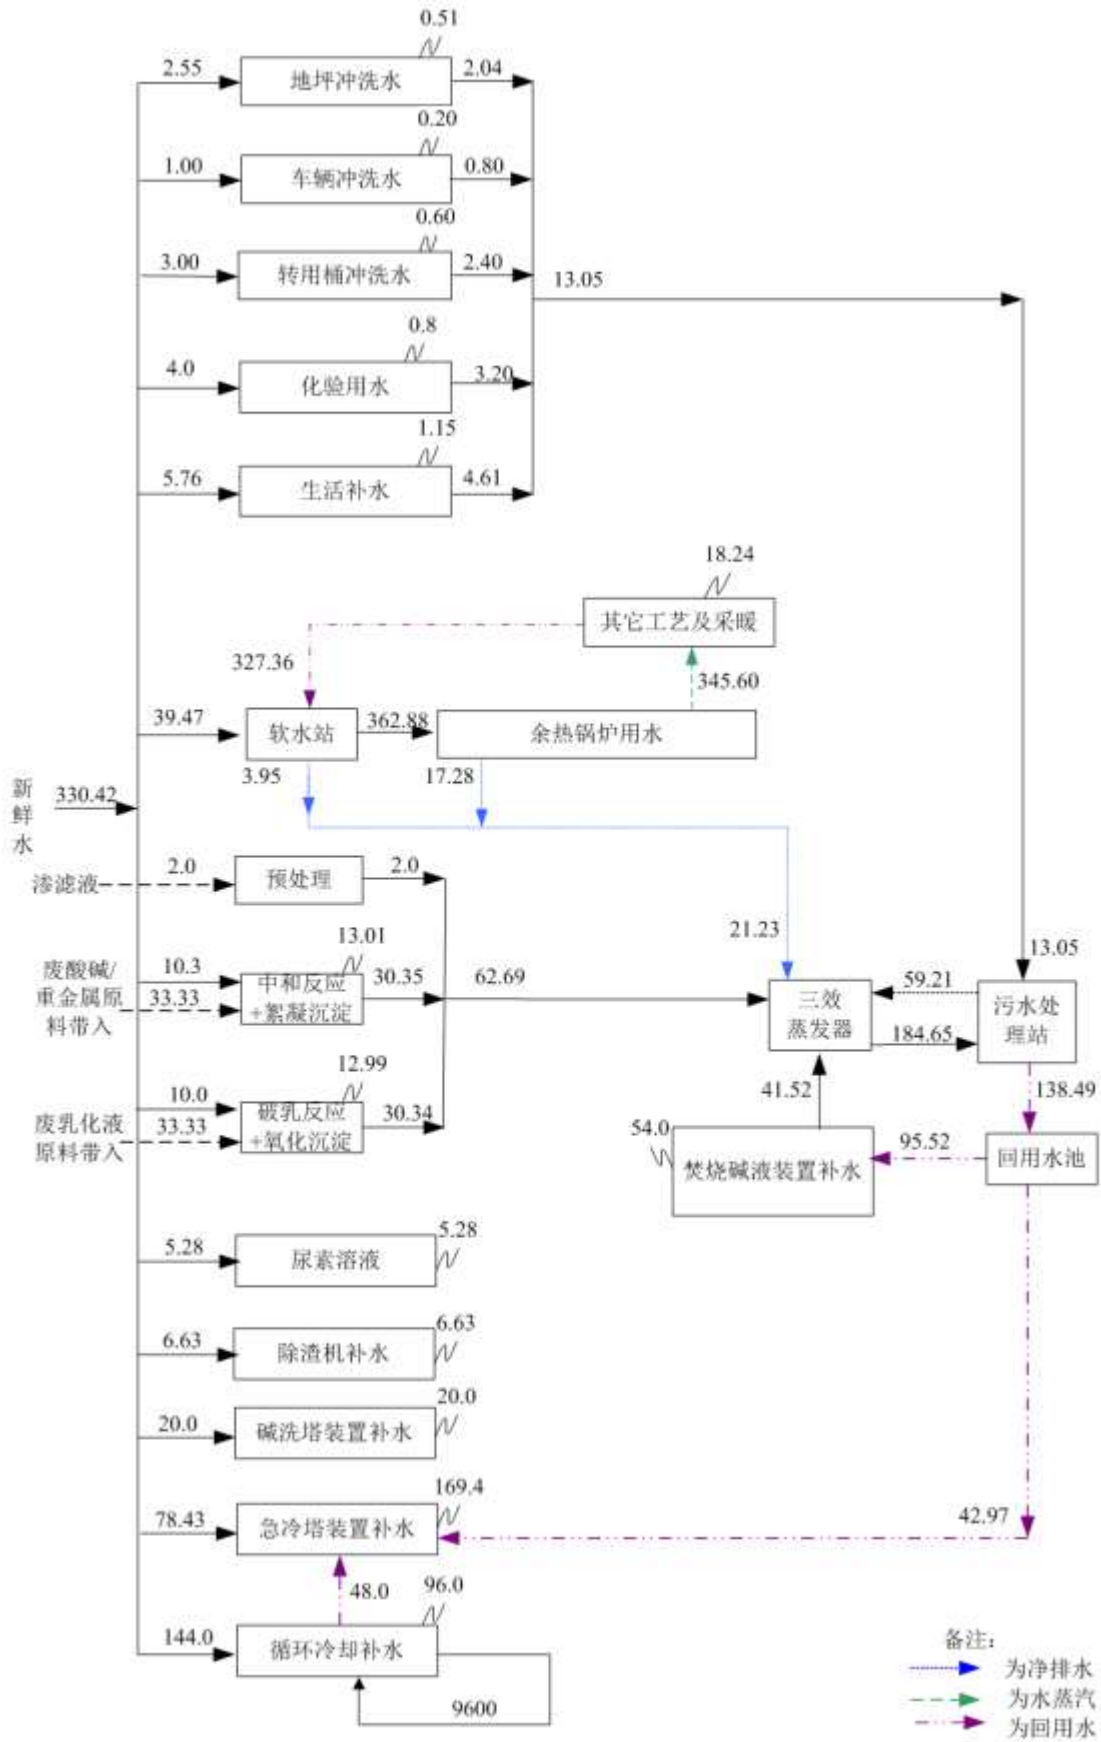 0.51
2.55
地坪冲洗水
2.04
0.20
1.00
车辆冲洗水
0.80
0.60
3.00
转用桶冲洗水
2.40
13.05
0.8
4.0
化验用水
3.20
1.15
5.76
生活补水
4.61
18.24
其它工艺及采暖
327.36
345.60
39.47
软水站
362.88
余热锅炉用水
3.95
17.28
新
鲜
水
330.42
渗滤液
2.0
预处理
2.0
21.23
13.05
废酸碱/
重金属原
料带入
10.3
33.33
13.01
中和反应
+絮凝沉淀
30.35
62.69
三效
蒸发器
59.21
184.65
污水处
理站
废乳化液
原料带入
10.0
33.33
12.99
破乳反应
+氧化沉淀
30.34
41.52
138.49
54.0
焚烧碱液装置补水
95.52
回用水池
5.28
尿素溶液
5.28
6.63
除渣机补水
6.63
20.0
碱洗塔装置补水
20.0
169.4
78.43
急冷塔装置补水
42.97
48.0
96.0
144.0
循环冷却补水
9600
备注：
为净排水
为水蒸汽
为回用水